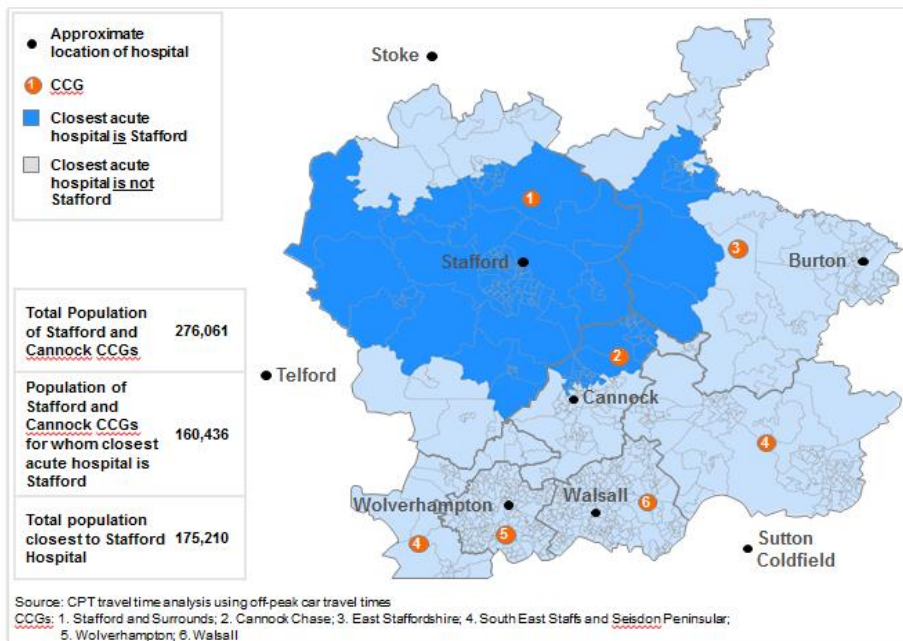 Approximate
location of hospital
1 CCG
Closest acute
hospital is Stafford
Closest acute
hospital is not
Stafford
Stoke
1
Stafford
3
Burton
Total Population
of Stafford and
Cannock CCGs
276,061
2
Telford
Cannock
Population of
Stafford and
Cannock CCGs
for whom closest
acute hospital is
Stafford
160,436
4
Total population
closest to Stafford
Hospital
175,210
Wolverhampton
Walsall
6
4
5
Sutton
Coldfield
Source: CPT travel time analysis using off-peak car travel times
CCGs: 1. Stafford and Surrounds; 2. Cannock Chase; 3. East Staffordshire; 4. South East Staffs and Seisdon Peninsular;
5. Wolverhampton; 6. Walsall